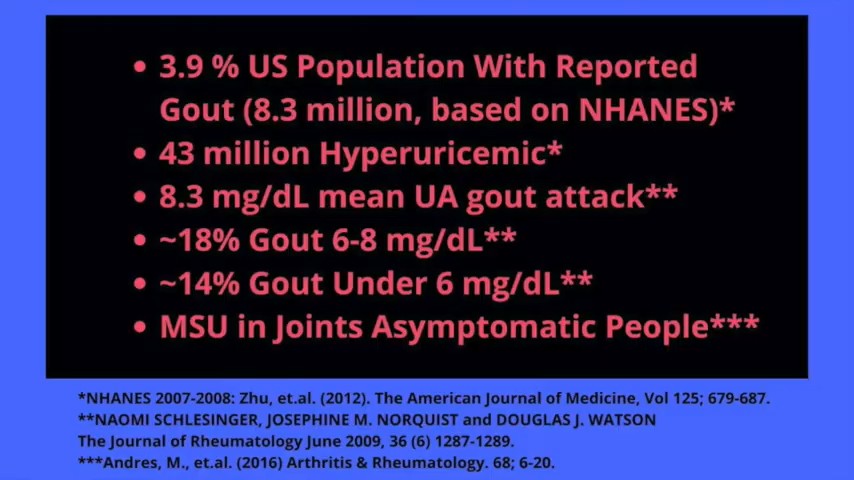 • 3.9 % US Population With Reported
Gout (8.3 million, based on NHANES)*
• 43 million Hyperuricemic*
• 8.3 mg/dL mean UA gout attack**
• ~18% Gout 6-8 mg/dL**
• ~14% Gout Under 6 mg/dL**
• MSU in Joints Asymptomatic People***
*NHANES 2007-2008: Zhu, et.al. (2012). The American Journal of Medicine, Vol 125; 679-687.
**NAOMI SCHLESINGER, JOSEPHINE M. NORQUIST and DOUGLAS J. WATSON
The Journal of Rheumatology June 2009, 36 (6) 1287-1289.
***Andres, M., et.al. (2016) Arthritis & Rheumatology. 68; 6-20.